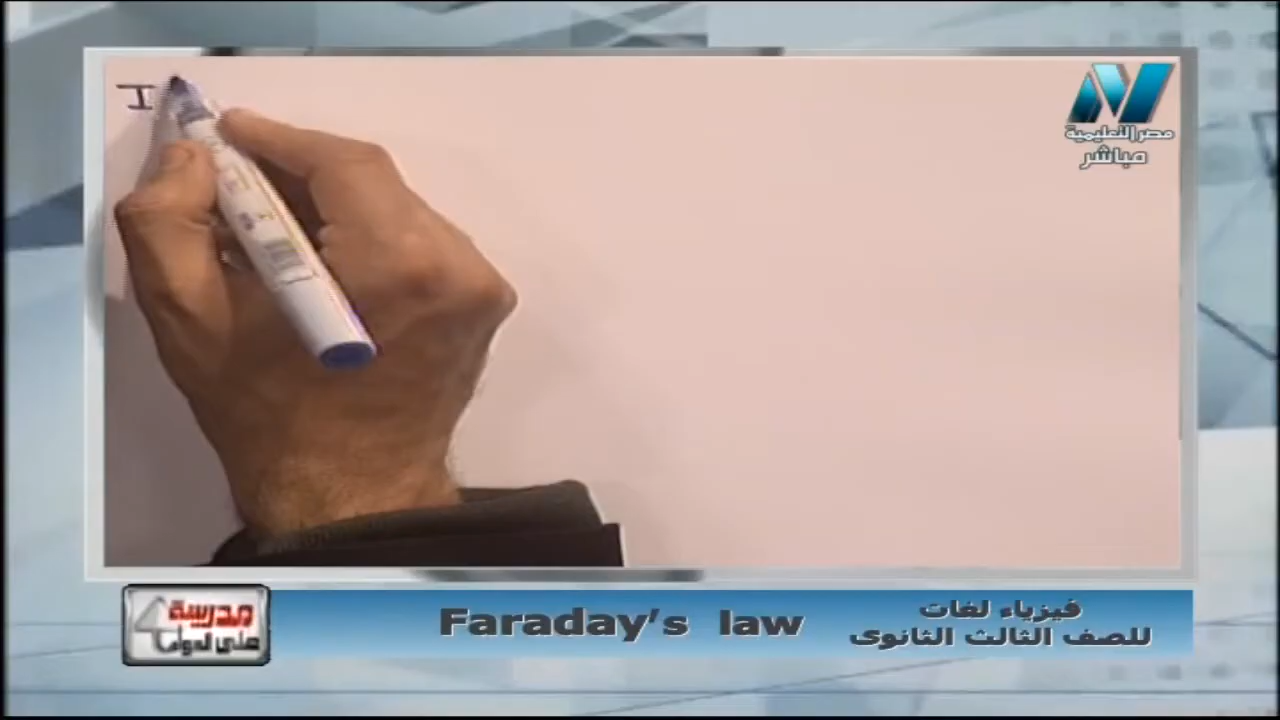 I
مصر التعليمية
مباشر
مدرسة
على الهواء
Faraday's law
فيزياء لغات
للصف الثالث الثانوى